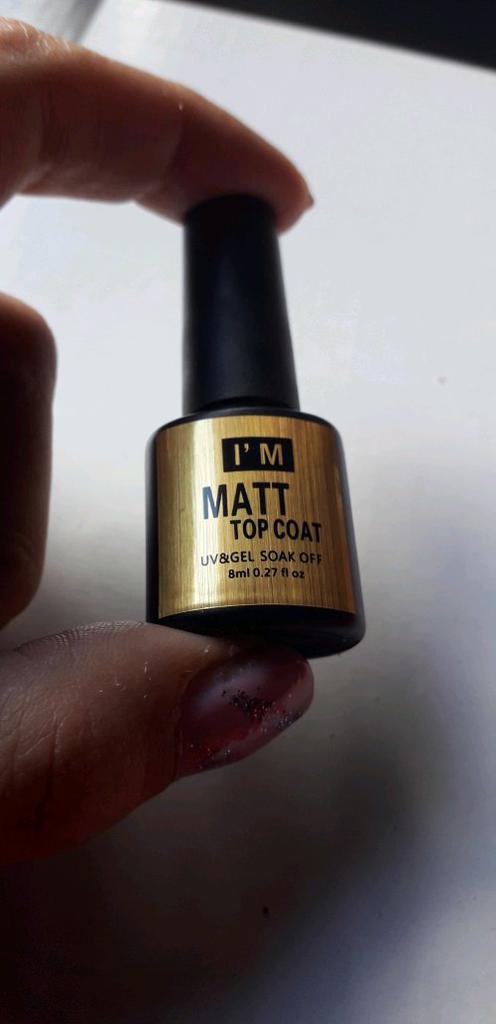 I'M
MATT
TOP COAT
UV&GEL SOAK OFF
8ml 0.27 fl oz